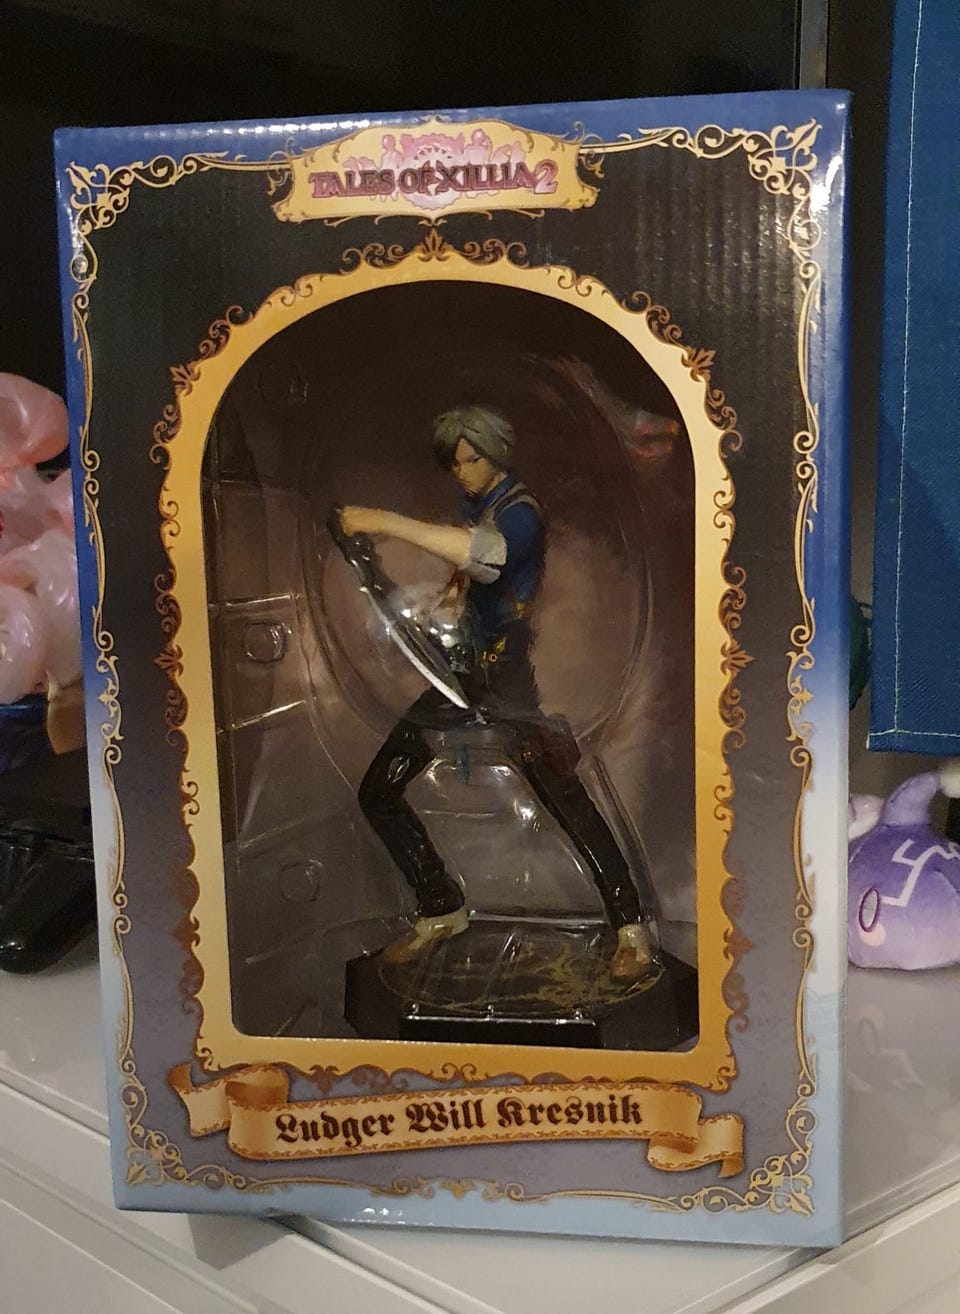 TALES OF XILLIA 2
Ludger Will Kresnik